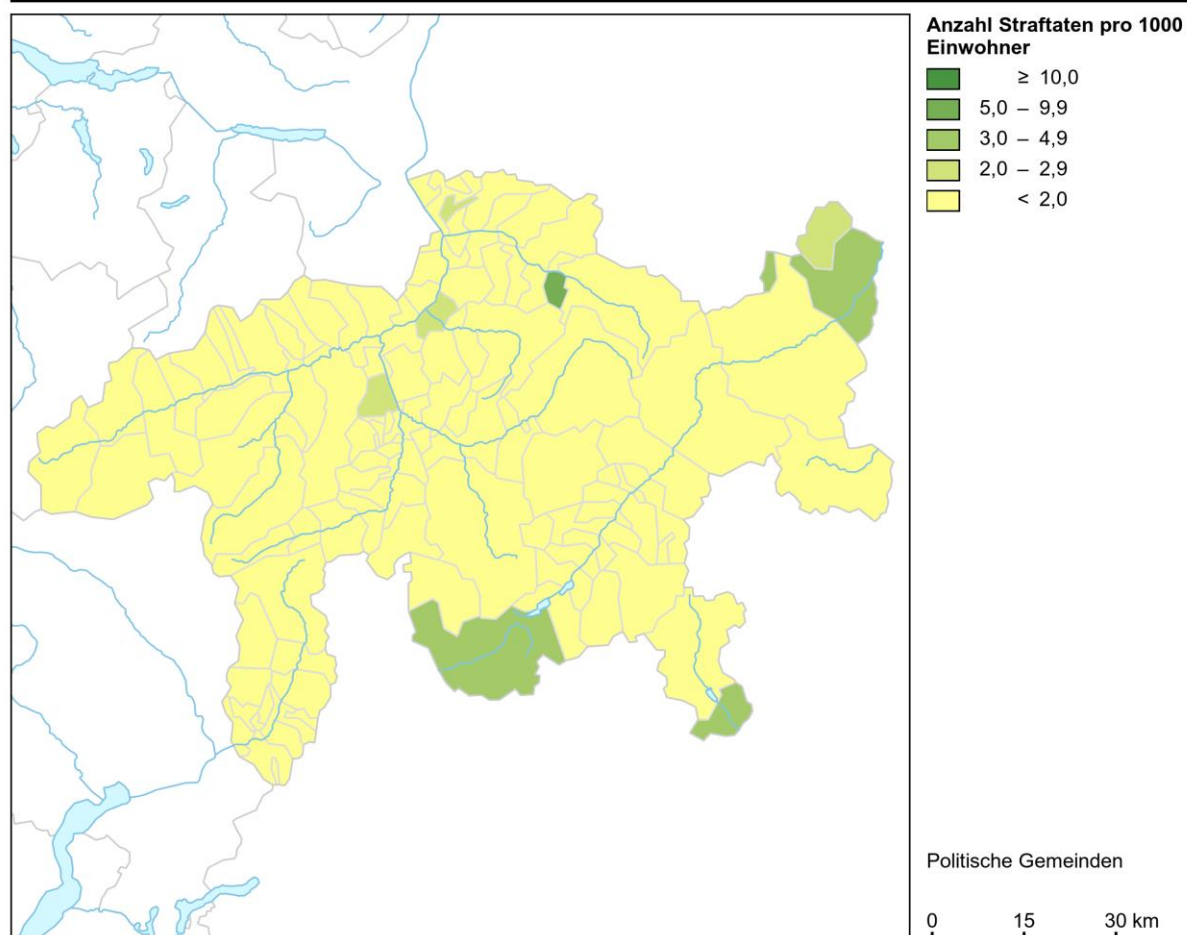 Anzahl Straftaten pro 1000
Einwohner
≥ 10,0
5,0 – 9,9
3,0 – 4,9
2,0 – 2,9
< 2,0
Politische Gemeinden
0 15 30 km